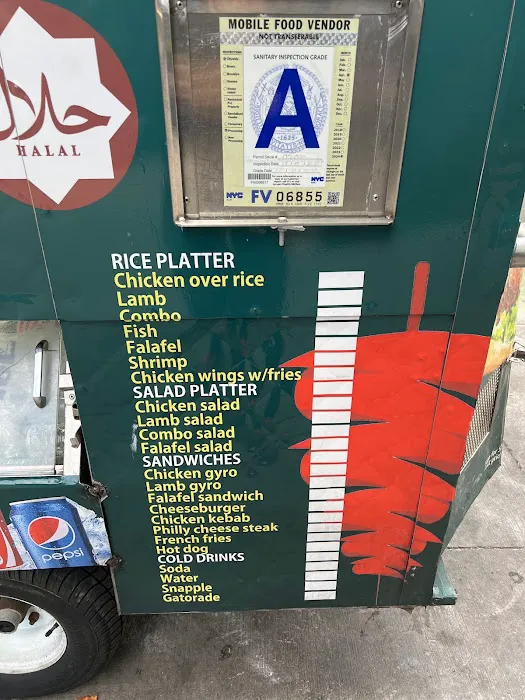 حلال
HALAL
MOBILE FOOD VENDOR
NOT TRANSFERABLE
SANITARY INSPECTION GRADE
A
NYC
FV 06855
NYC
RICE PLATTER
Chicken over rice
Lamb
Combo
Fish
Falafel
Shrimp
Chicken wings w/fries
SALAD PLATTER
Chicken salad
Lamb salad
Combo salad
Falafel salad
SANDWICHES
Chicken gyro
Lamb gyro
Falafel sandwich
Cheeseburger
Chicken kebab
Philly cheese steak
French fries
Hot dog
COLD DRINKS
Soda
Water
Snapple
Gatorade
pepsi